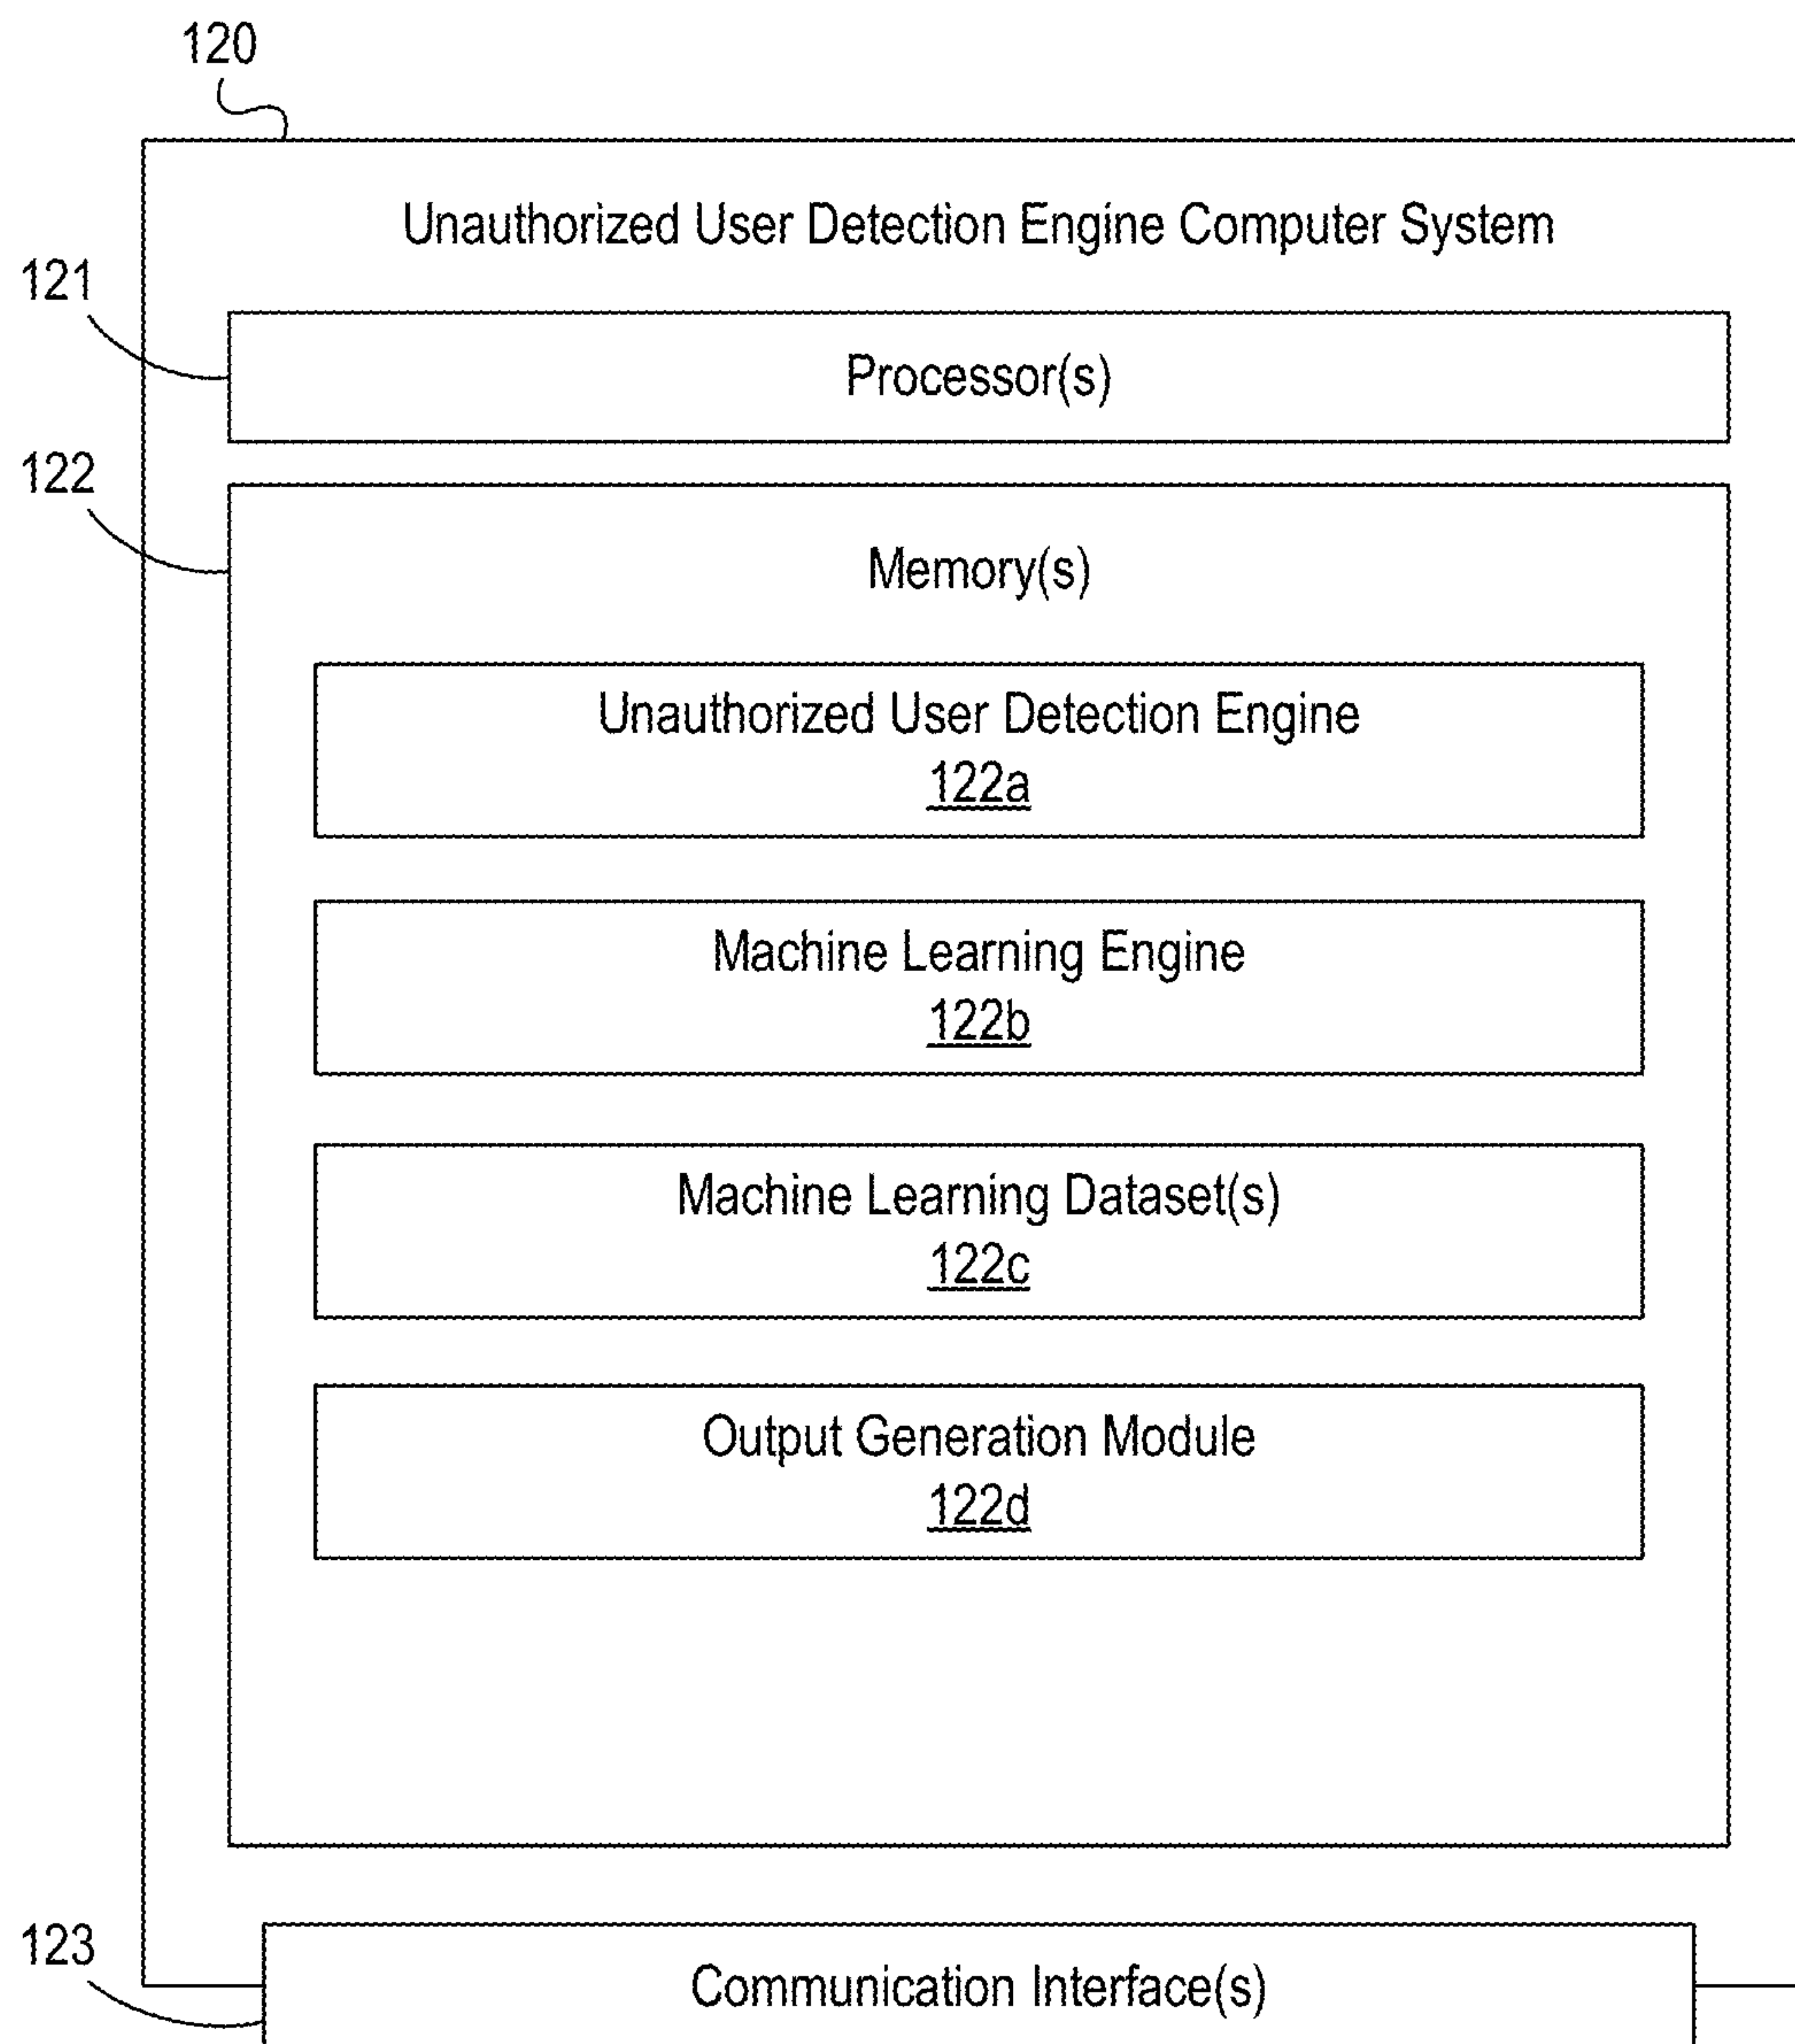 120
Unauthorized User Detection Engine Computer System
121
Processor(s)
122
Memory(s)
Unauthorized User Detection Engine
122a
Machine Learning Engine
122b
Machine Learning Dataset(s)
122c
Output Generation Module
122d
123
Communication Interface(s)